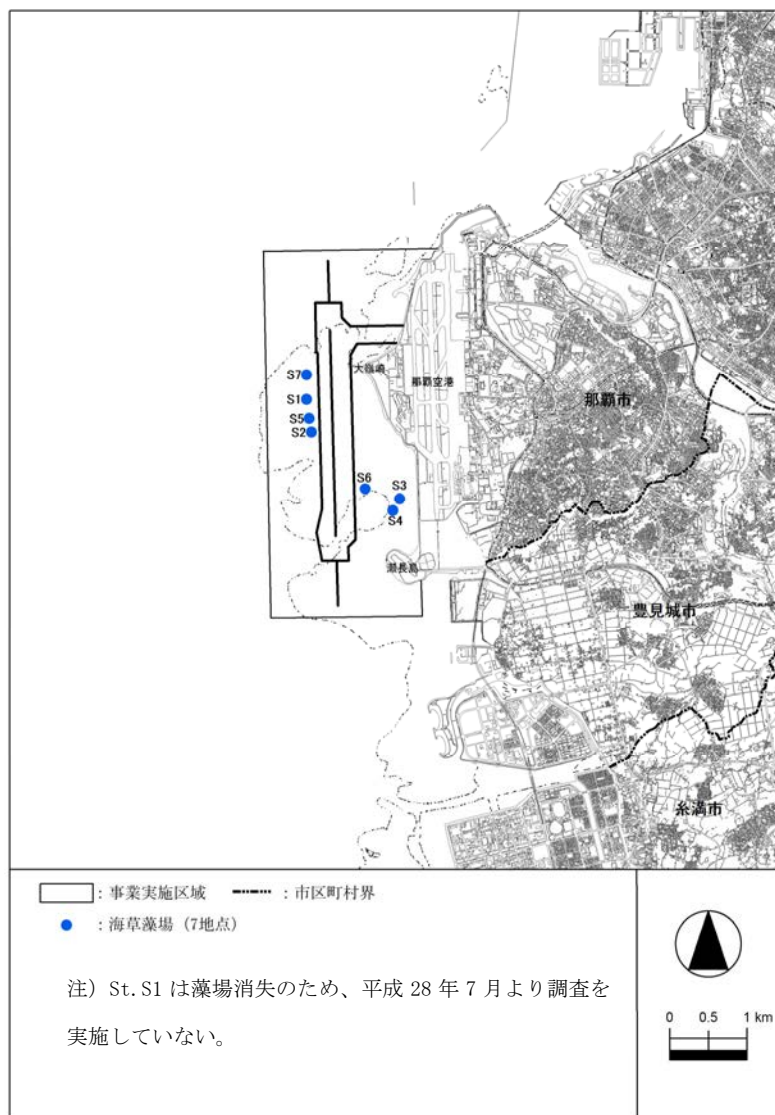 大嶺崎
那覇空港
那覇市
S7
S1
S5
S2
S6
S3
S4
瀬長島
豊見城市
糸満市
：事業実施区域
：市区町村界
：海草藻場（7地点）
注）St.S1 は藻場消失のため、平成 28 年 7 月より調査を
実施していない。
0 0.5 1 km